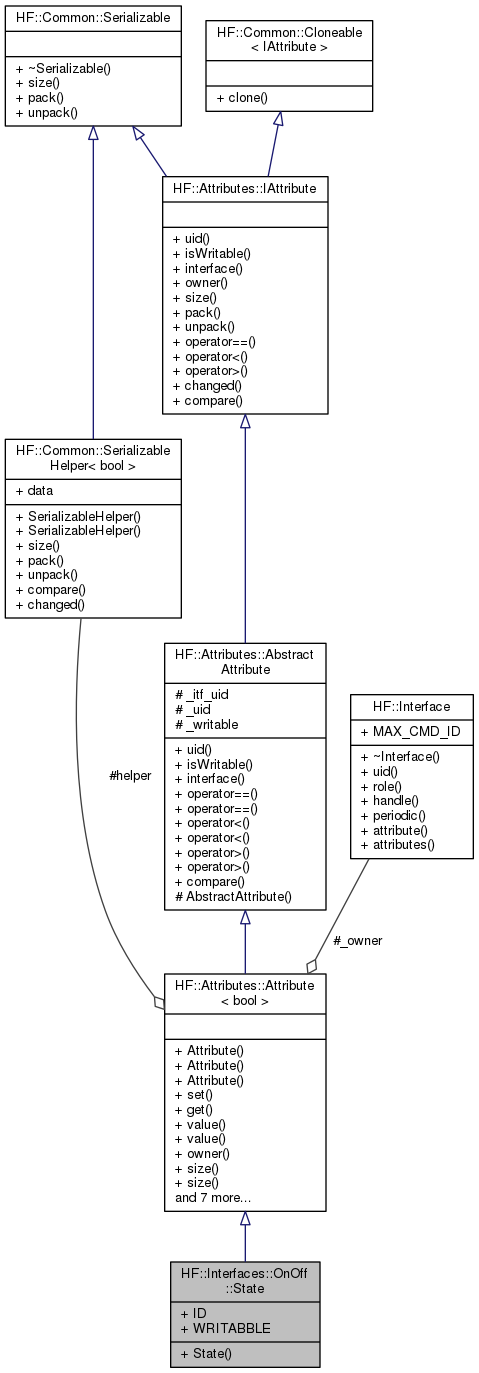 HF::Common::Serializable
+ ~Serializable()
+ size()
+ pack()
+ unpack()
HF::Common::Cloneable
< IAttribute >
+ clone()
HF::Attributes::IAttribute
+ uid()
+ isWritable()
+ interface()
+ owner()
+ size()
+ pack()
+ unpack()
+ operator==()
+ operator<()
+ operator>()
+ changed()
+ compare()
HF::Common::Serializable
Helper< bool >
+ data
+ SerializableHelper()
+ SerializableHelper()
+ size()
+ pack()
+ unpack()
+ compare()
+ changed()
HF::Attributes::Abstract
Attribute
# _itf_uid
# _uid
# _writable
+ uid()
+ isWritable()
+ interface()
+ operator==()
+ operator==()
+ operator<()
+ operator<()
+ operator>()
+ operator>()
+ compare()
# AbstractAttribute()
HF::Interface
+ MAX_CMD_ID
+ ~Interface()
+ uid()
+ role()
+ handle()
+ periodic()
+ attribute()
+ attributes()
#helper
#_owner
HF::Attributes::Attribute
< bool >
+ Attribute()
+ Attribute()
+ Attribute()
+ set()
+ get()
+ value()
+ value()
+ owner()
+ size()
+ size()
and 7 more...
HF::Interfaces::OnOff
::State
+ ID
+ WRITABBLE
+ State()